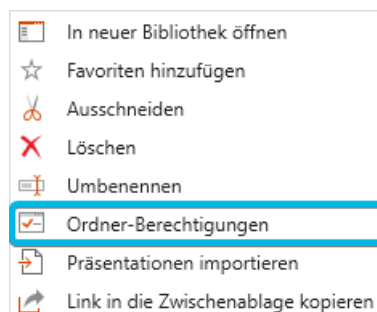 In neuer Bibliothek öffnen
Favoriten hinzufügen
Ausschneiden
Löschen
Umbenennen
Ordner-Berechtigungen
Präsentationen importieren
Link in die Zwischenablage kopieren